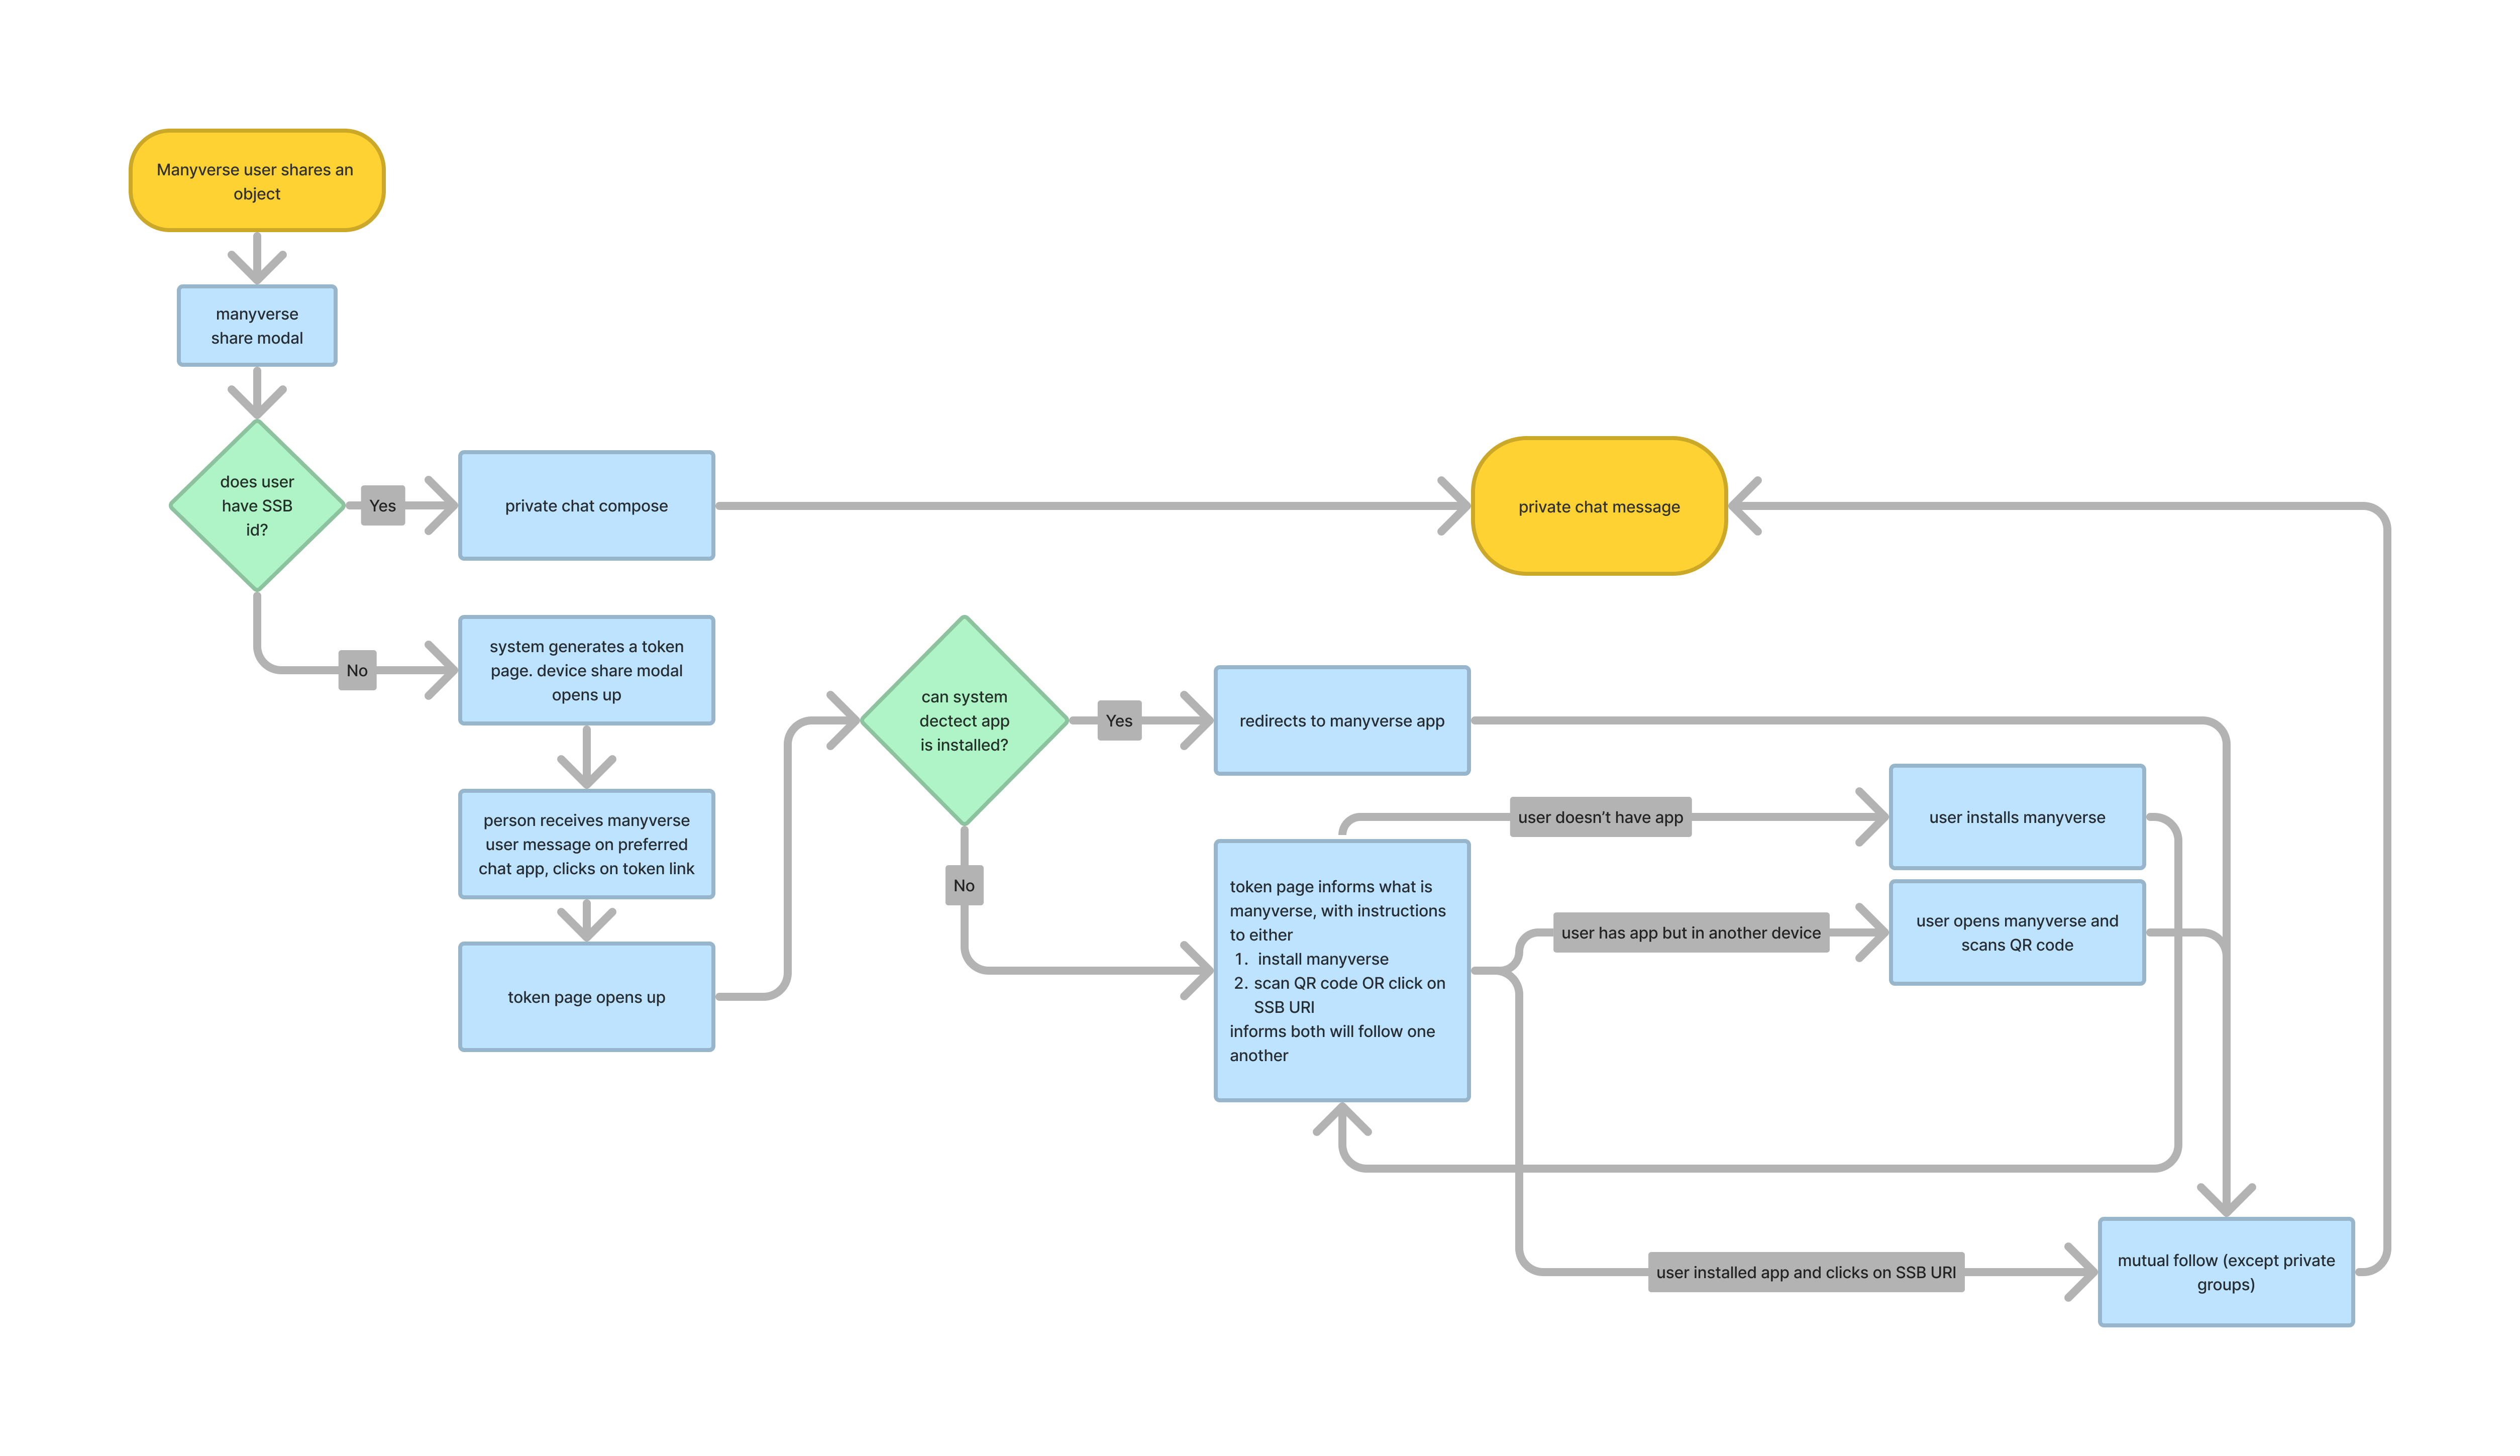 Manyverse user shares an
object
manyverse
share modal
does user
have SSB
id?
Yes
private chat compose
private chat message
No
system generates a token
page. device share modal
opens up
person receives manyverse
user message on preferred
chat app, clicks on token link
token page opens up
can system
dectect app
is installed?
Yes
redirects to manyverse app
No
token page informs what is
manyverse, with instructions
to either
1. install manyverse
2. scan QR code OR click on
SSB URI
informs both will follow one
another
user doesn’t have app
user installs manyverse
user has app but in another device
user opens manyverse and
scans QR code
user installed app and clicks on SSB URI
mutual follow (except private
groups)